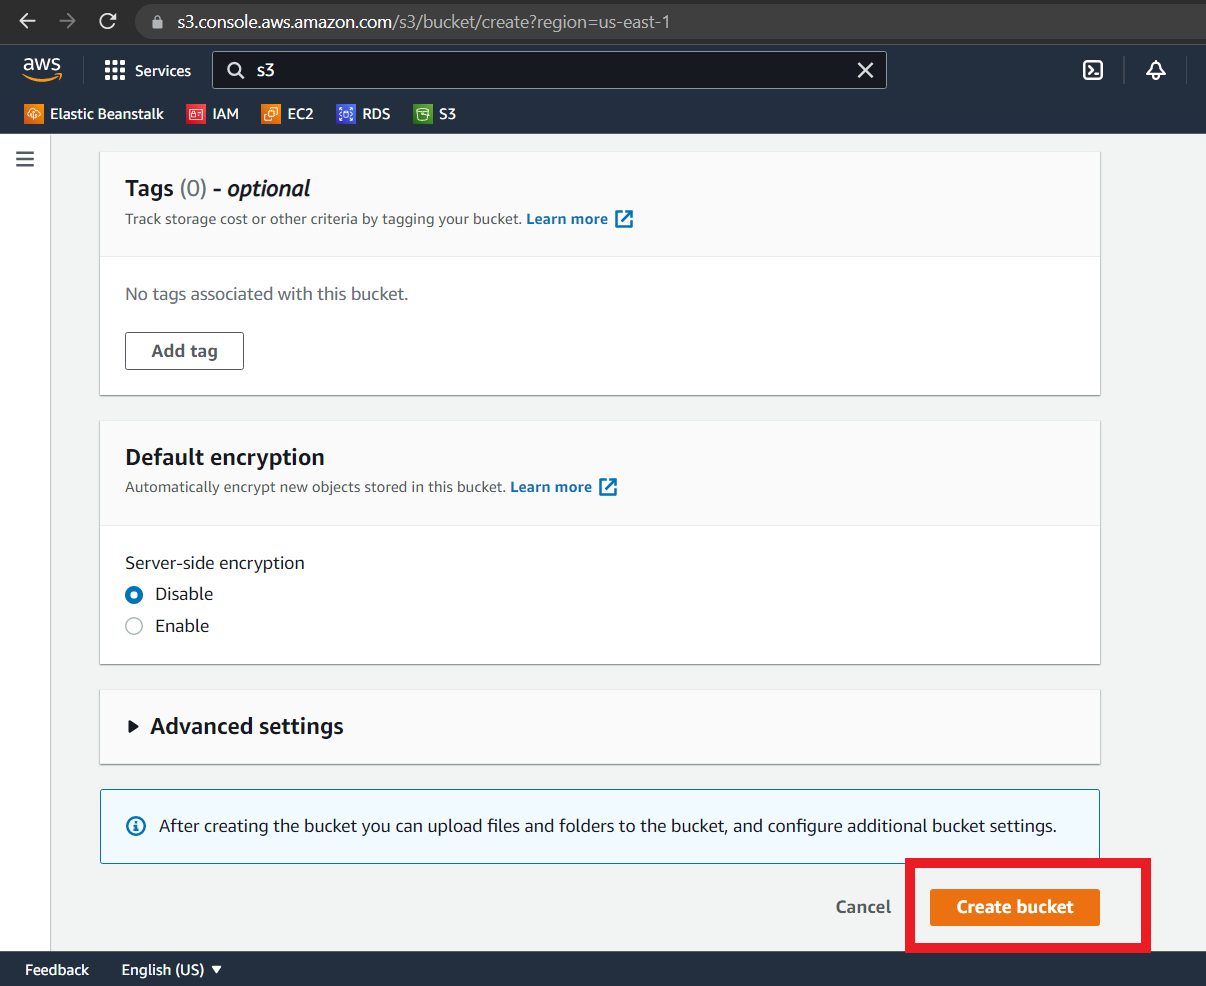 s3.console.aws.amazon.com/s3/bucket/create?region=us-east-1
aws Services s3
Elastic Beanstalk IAM EC2 RDS S3
Tags (0) - optional
Track storage cost or other criteria by tagging your bucket. Learn more
No tags associated with this bucket.
Add tag
Default encryption
Automatically encrypt new objects stored in this bucket. Learn more
Server-side encryption
Disable
Enable
Advanced settings
After creating the bucket you can upload files and folders to the bucket, and configure additional bucket settings.
Cancel Create bucket
Feedback English (US)